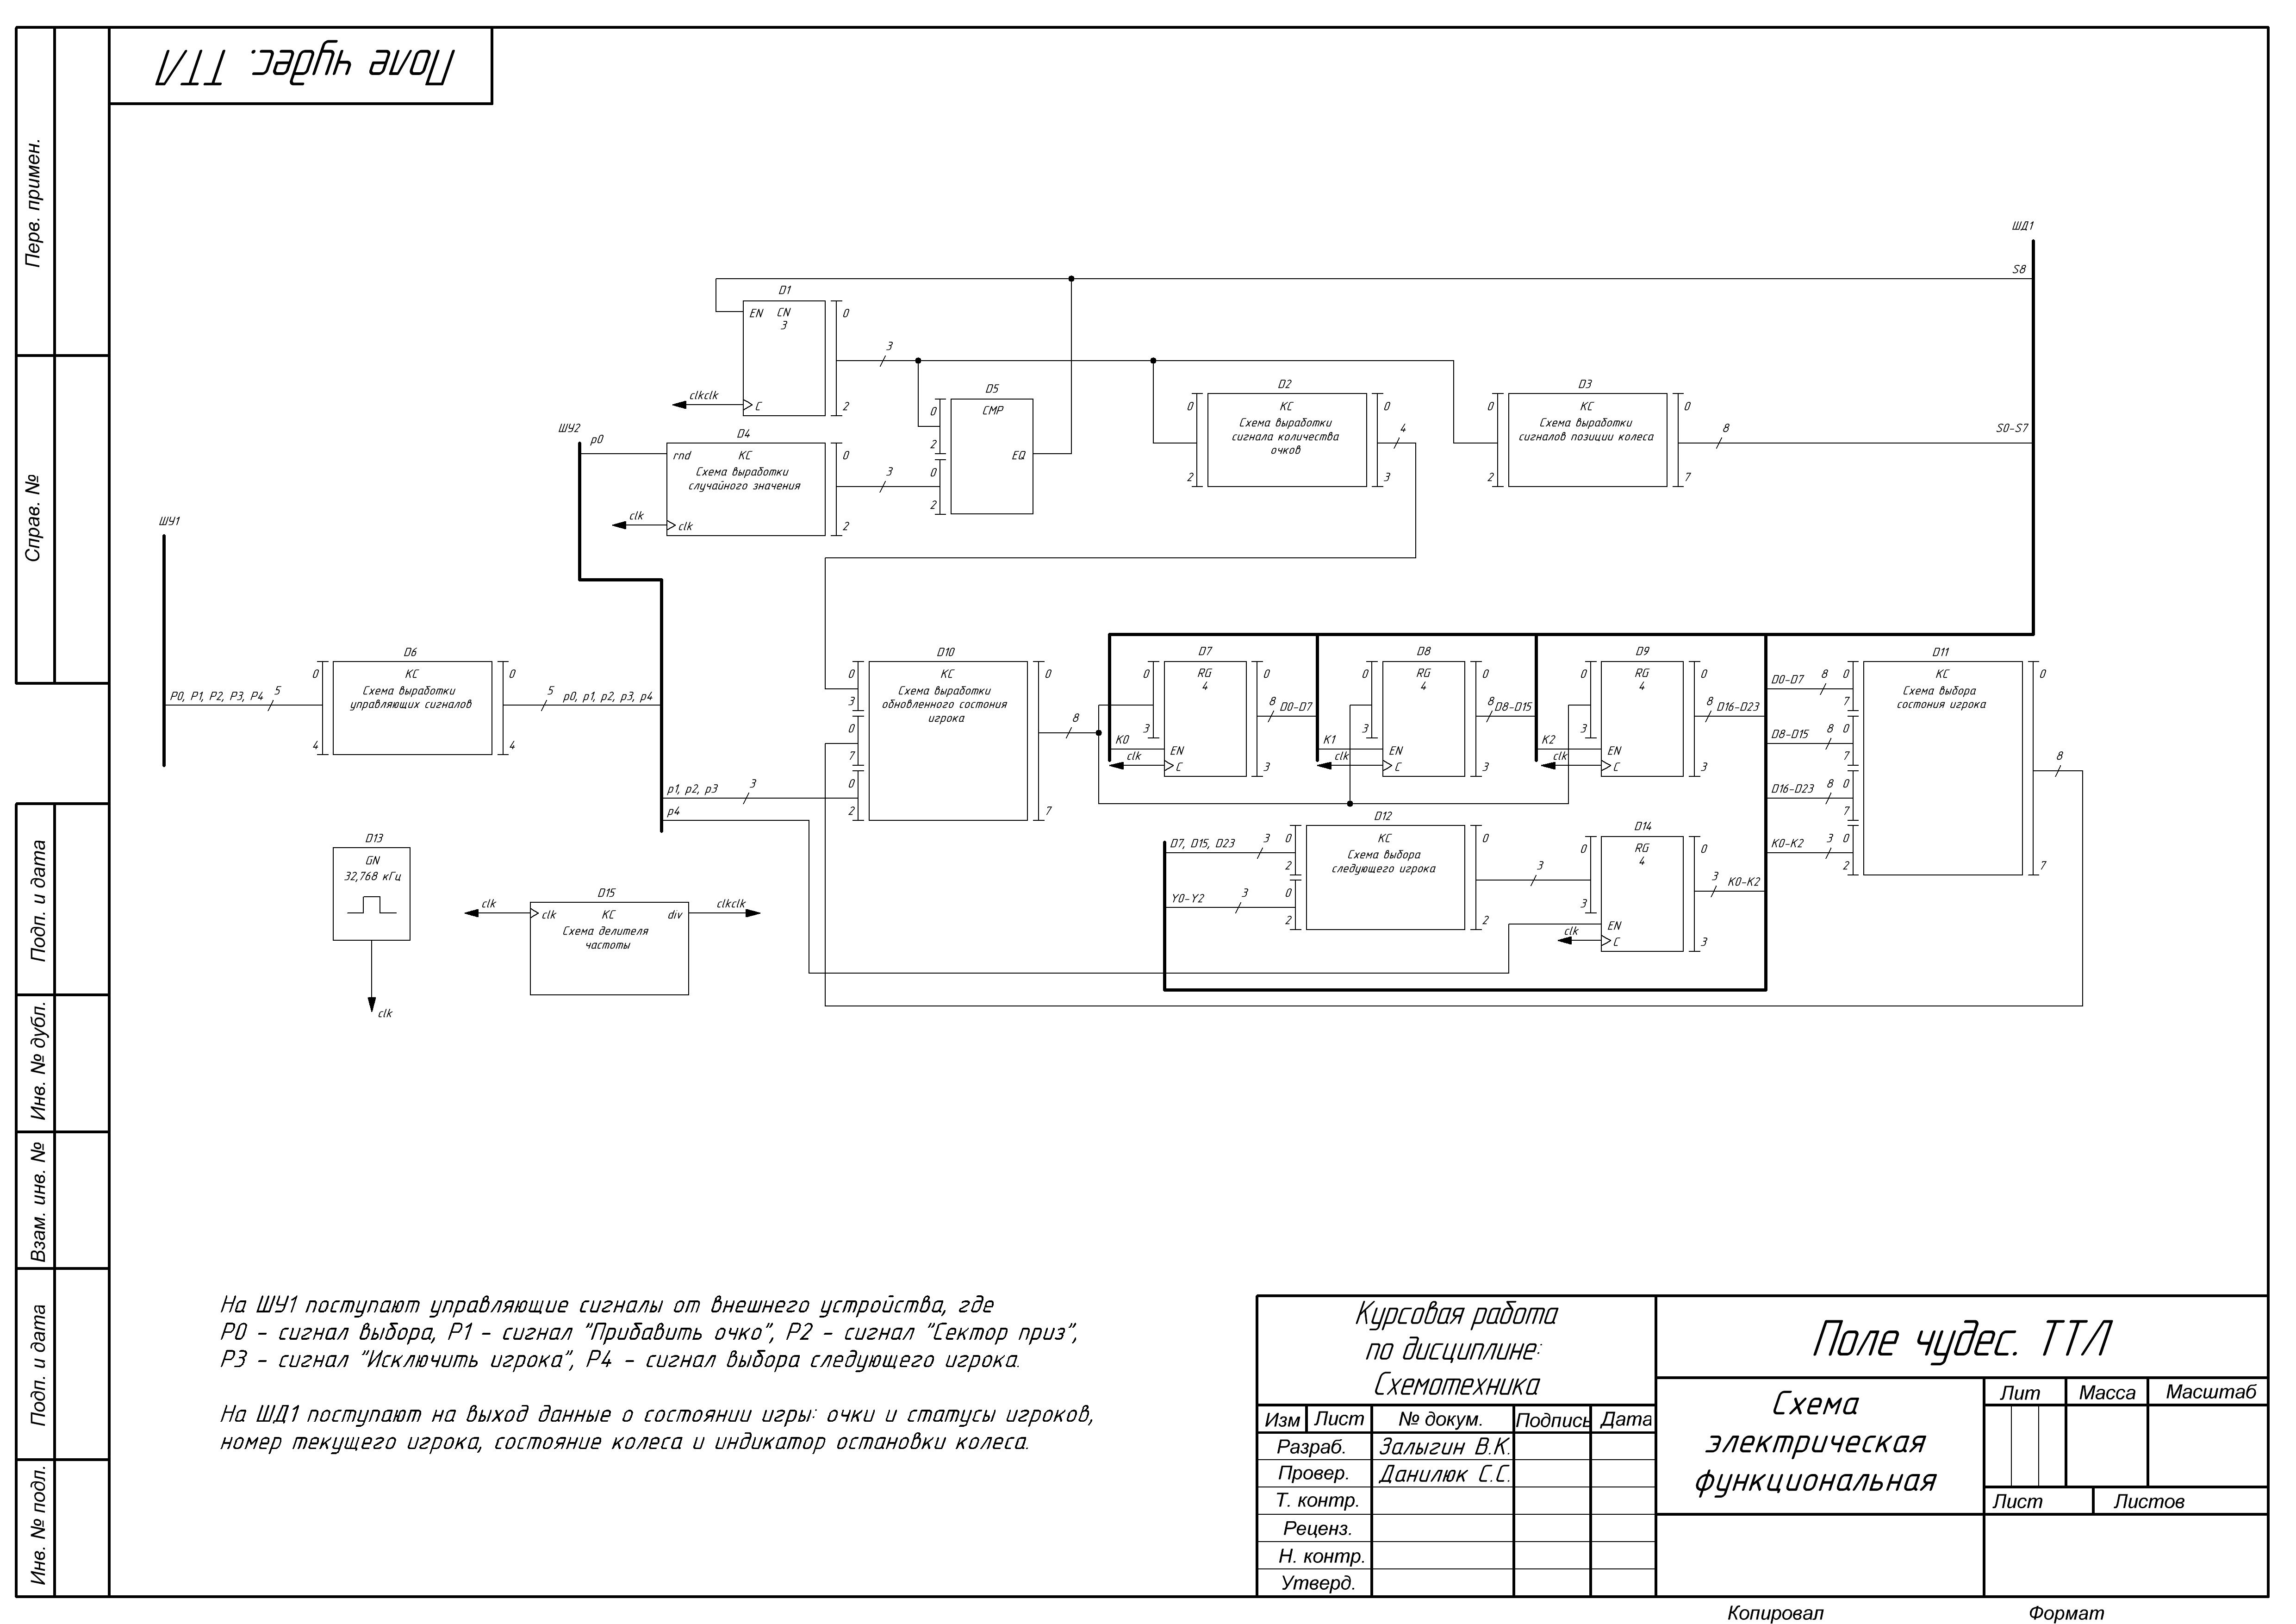 Поле чудес. ТТЛ
Перв. примен.
Справ. №
Подп. и дата
Инв. № дубл.
Взам. инв. №
Подп. и дата
Инв. № подл.
ШД1
S8
D1
EN CN
3
C
0
2
clkclk
3
D5
CMP
0
2
0
2
EQ
D2
КС
Схема выработки
сигнала количества
очков
0
2
0
3
4
D3
КС
Схема выработки
сигналов позиции колеса
0
2
0
7
8
S0-S7
ШУ2
p0
D4
rnd КС
Схема выработки
случайного значения
clk
clk
0
2
3
ШУ1
P0, P1, P2, P3, P4
5
D6
КС
Схема выработки
управляющих сигналов
0
4
0
4
5
p0, p1, p2, p3, p4
p1, p2, p3
3
p4
D10
КС
Схема выработки
обновленного состония
игрока
0
3
0
7
0
2
0
7
8
D7
RG
4
0
3
K0
EN
clk
C
0
3
8
D0-D7
D8
RG
4
0
3
K1
EN
clk
C
0
3
8
D8-D15
D9
RG
4
0
3
K2
EN
clk
C
0
3
8
D16-D23
D11
КС
Схема выбора
состония игрока
D0-D7
8
0
7
D8-D15
8
0
7
D16-D23
8
0
7
K0-K2
3
0
2
0
7
8
D12
КС
Схема выбора
следующего игрока
D7, D15, D23
3
0
2
Y0-Y2
3
0
2
0
2
3
D14
RG
4
0
3
EN
clk
C
0
3
3
K0-K2
D13
GN
32,768 кГц
clk
D15
clk
clk КС div
Схема делителя
частоты
clkclk
На ШУ1 поступают управляющие сигналы от внешнего устройства, где
P0 - сигнал выбора, P1 - сигнал "Прибавить очко", P2 - сигнал "Сектор приз",
P3 - сигнал "Исключить игрока", P4 - сигнал выбора следующего игрока.
На ШД1 поступают на выход данные о состоянии игры: очки и статусы игроков,
номер текущего игрока, состояние колеса и индикатор остановки колеса.
Курсовая работа
по дисциплине:
Схемотехника
Поле чудес. ТТЛ
Изм Лист № докум. Подпись Дата
Разраб. Залыгин В.К.
Провер. Данилюк С.С.
Т. контр.
Реценз.
Н. контр.
Утверд.
Схема
электрическая
функциональная
Лит Масса Масштаб
Лист Листов
Копировал Формат